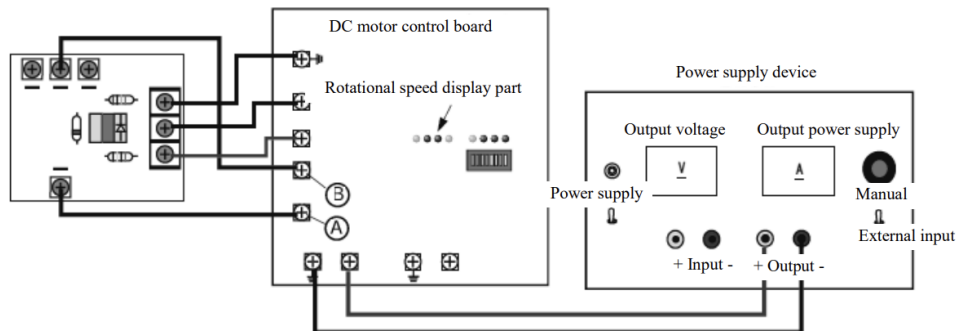 DC motor control board
Rotational speed display part
B
A
Power supply device
Output voltage
Output power supply
V
A
Power supply
Manual
External input
+ Input -
+ Output -